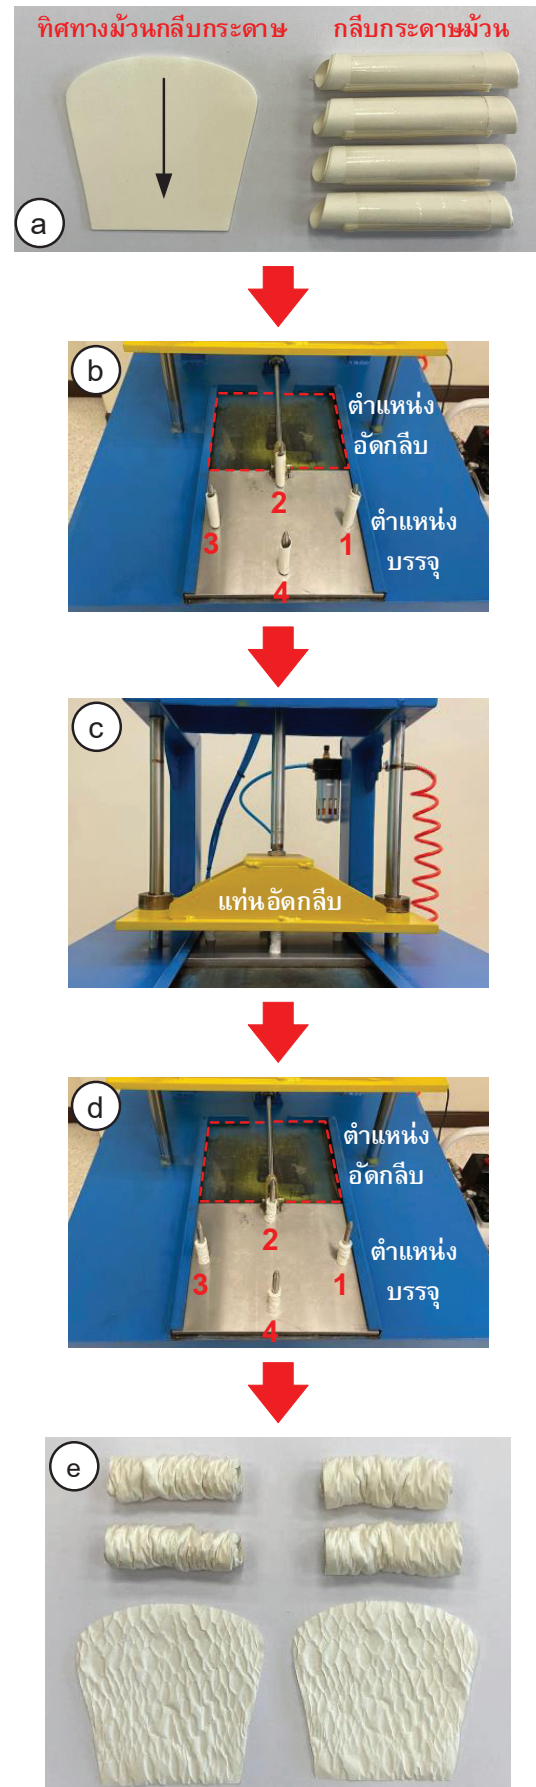 ทิศทางม้วนกลีบกระดาษ
กลีบกระดาษม้วน
a
b
ตำแหน่ง
อัดกลีบ
2
3
1
ตำแหน่ง
บรรจุ
4
c
แท่นอัดกลีบ
d
ตำแหน่ง
อัดกลีบ
2
3
1
ตำแหน่ง
บรรจุ
4
e